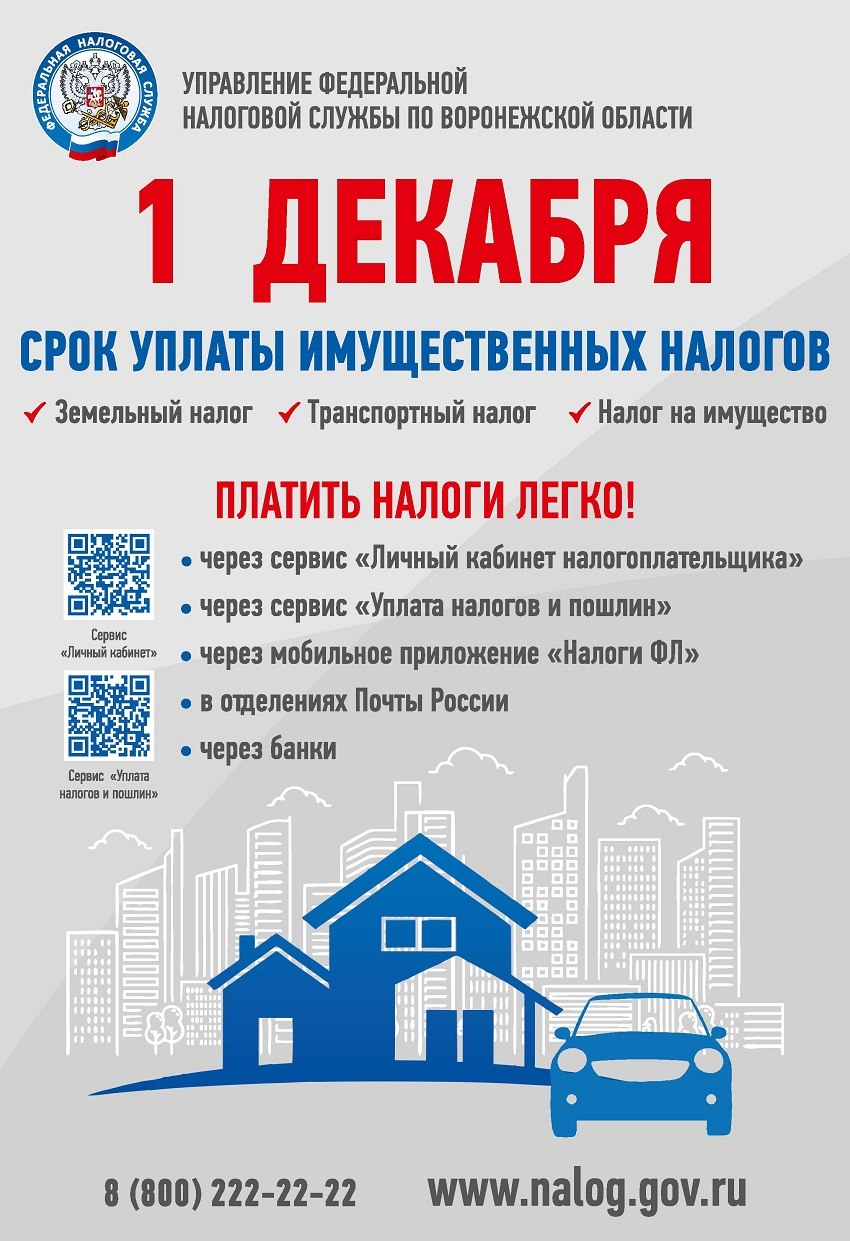 ФЕДЕРАЛЬНАЯ НАЛОГОВАЯ СЛУЖБА
УПРАВЛЕНИЕ ФЕДЕРАЛЬНОЙ
НАЛОГОВОЙ СЛУЖБЫ ПО ВОРОНЕЖСКОЙ ОБЛАСТИ
1 ДЕКАБРЯ
СРОК УПЛАТЫ ИМУЩЕСТВЕННЫХ НАЛОГОВ
✓ Земельный налог ✓ Транспортный налог ✓ Налог на имущество
ПЛАТИТЬ НАЛОГИ ЛЕГКО!
• через сервис «Личный кабинет налогоплательщика»
• через сервис «Уплата налогов и пошлин»
• через мобильное приложение «Налоги ФЛ»
• в отделениях Почты России
• через банки
Сервис
«Личный кабинет»
Сервис «Уплата
налогов и пошлин»
8 (800) 222-22-22 www.nalog.gov.ru